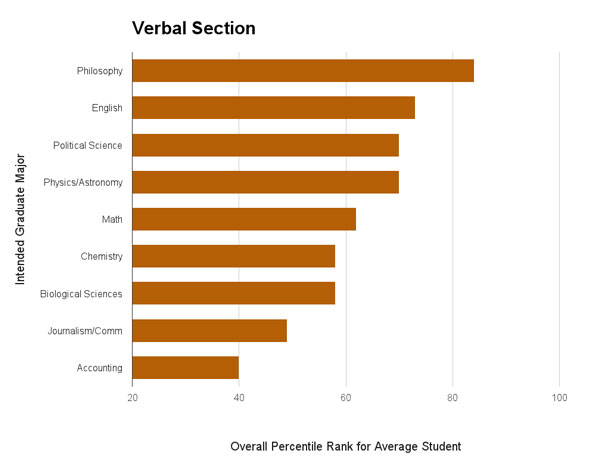 Verbal Section
Intended Graduate Major
Philosophy
English
Political Science
Physics/Astronomy
Math
Chemistry
Biological Sciences
Journalism/Comm
Accounting
20 40 60 80 100
Overall Percentile Rank for Average Student